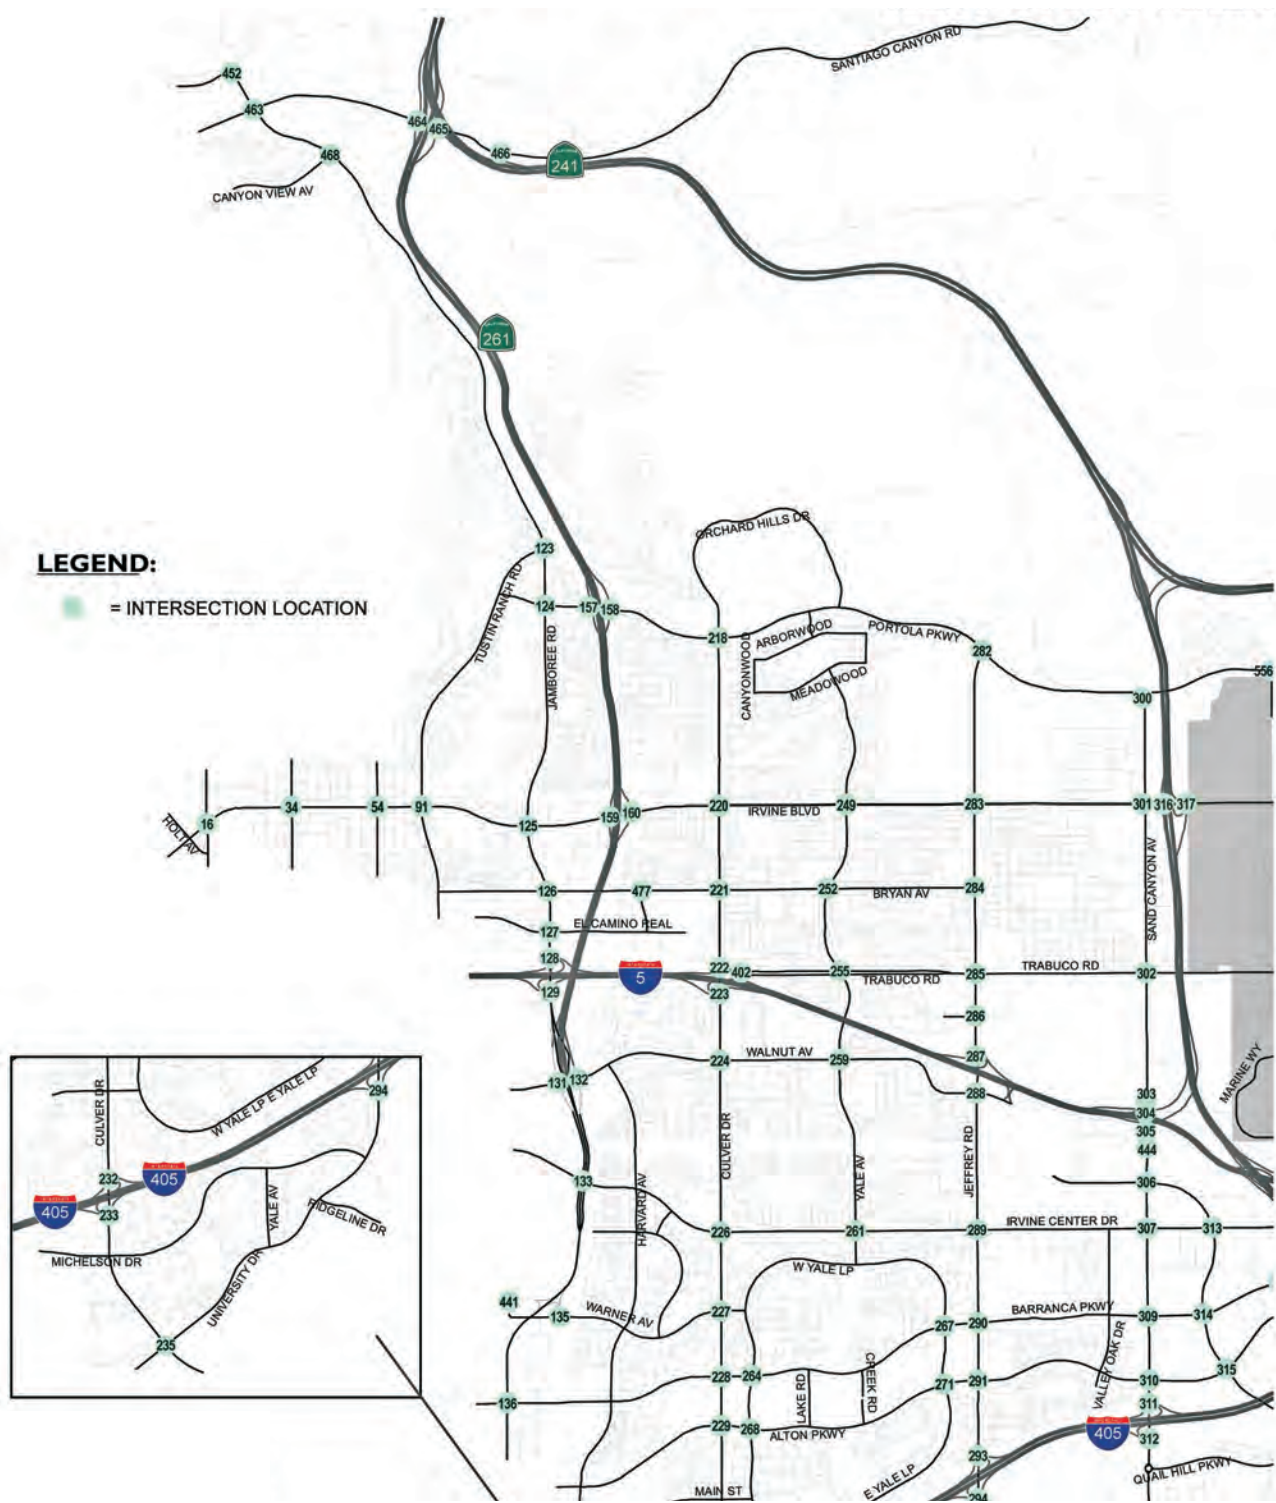 SANTIAGO CANYON RD
452
463
464
465
466
468
241
CANYON VIEW AV
261
ORCHARD HILLS DR
LEGEND:
= INTERSECTION LOCATION
123
TUSTIN RANCH RD
124
157
158
JAMBOREE RD
218
ARBORWOOD
PORTOLA PKWY
282
CANYONWOOD
MEADOWOOD
556
300
HOLT AV
16
34
54
91
125
159
160
220
IRVINE BLVD
249
283
301
316
317
SAND CANYON AV
126
477
221
252
BRYAN AV
284
127
EL CAMINO REAL
128
5
222
402
255
TRABUCO RD
285
TRABUCO RD
302
129
223
286
131
132
224
WALNUT AV
259
287
288
303
304
305
444
MARINE WY
CULVER DR
W YALE LP E YALE LP
294
232
405
405
233
YALE AV
RIDGELINE DR
MICHELSON DR
UNIVERSITY DR
235
CULVER DR
JEFFREY RD
YALE AV
133
HARVARD AV
306
226
261
289
IRVINE CENTER DR
307
313
W YALE LP
441
135
WARNER AV
227
267
290
BARRANCA PKWY
309
314
VALLEY OAK DR
136
228
264
LAKE RD
CREEK RD
271
291
310
315
311
229
268
ALTON PKWY
405
312
293
QUAIL HILL PKWY
E YALE LP
MAIN ST
294